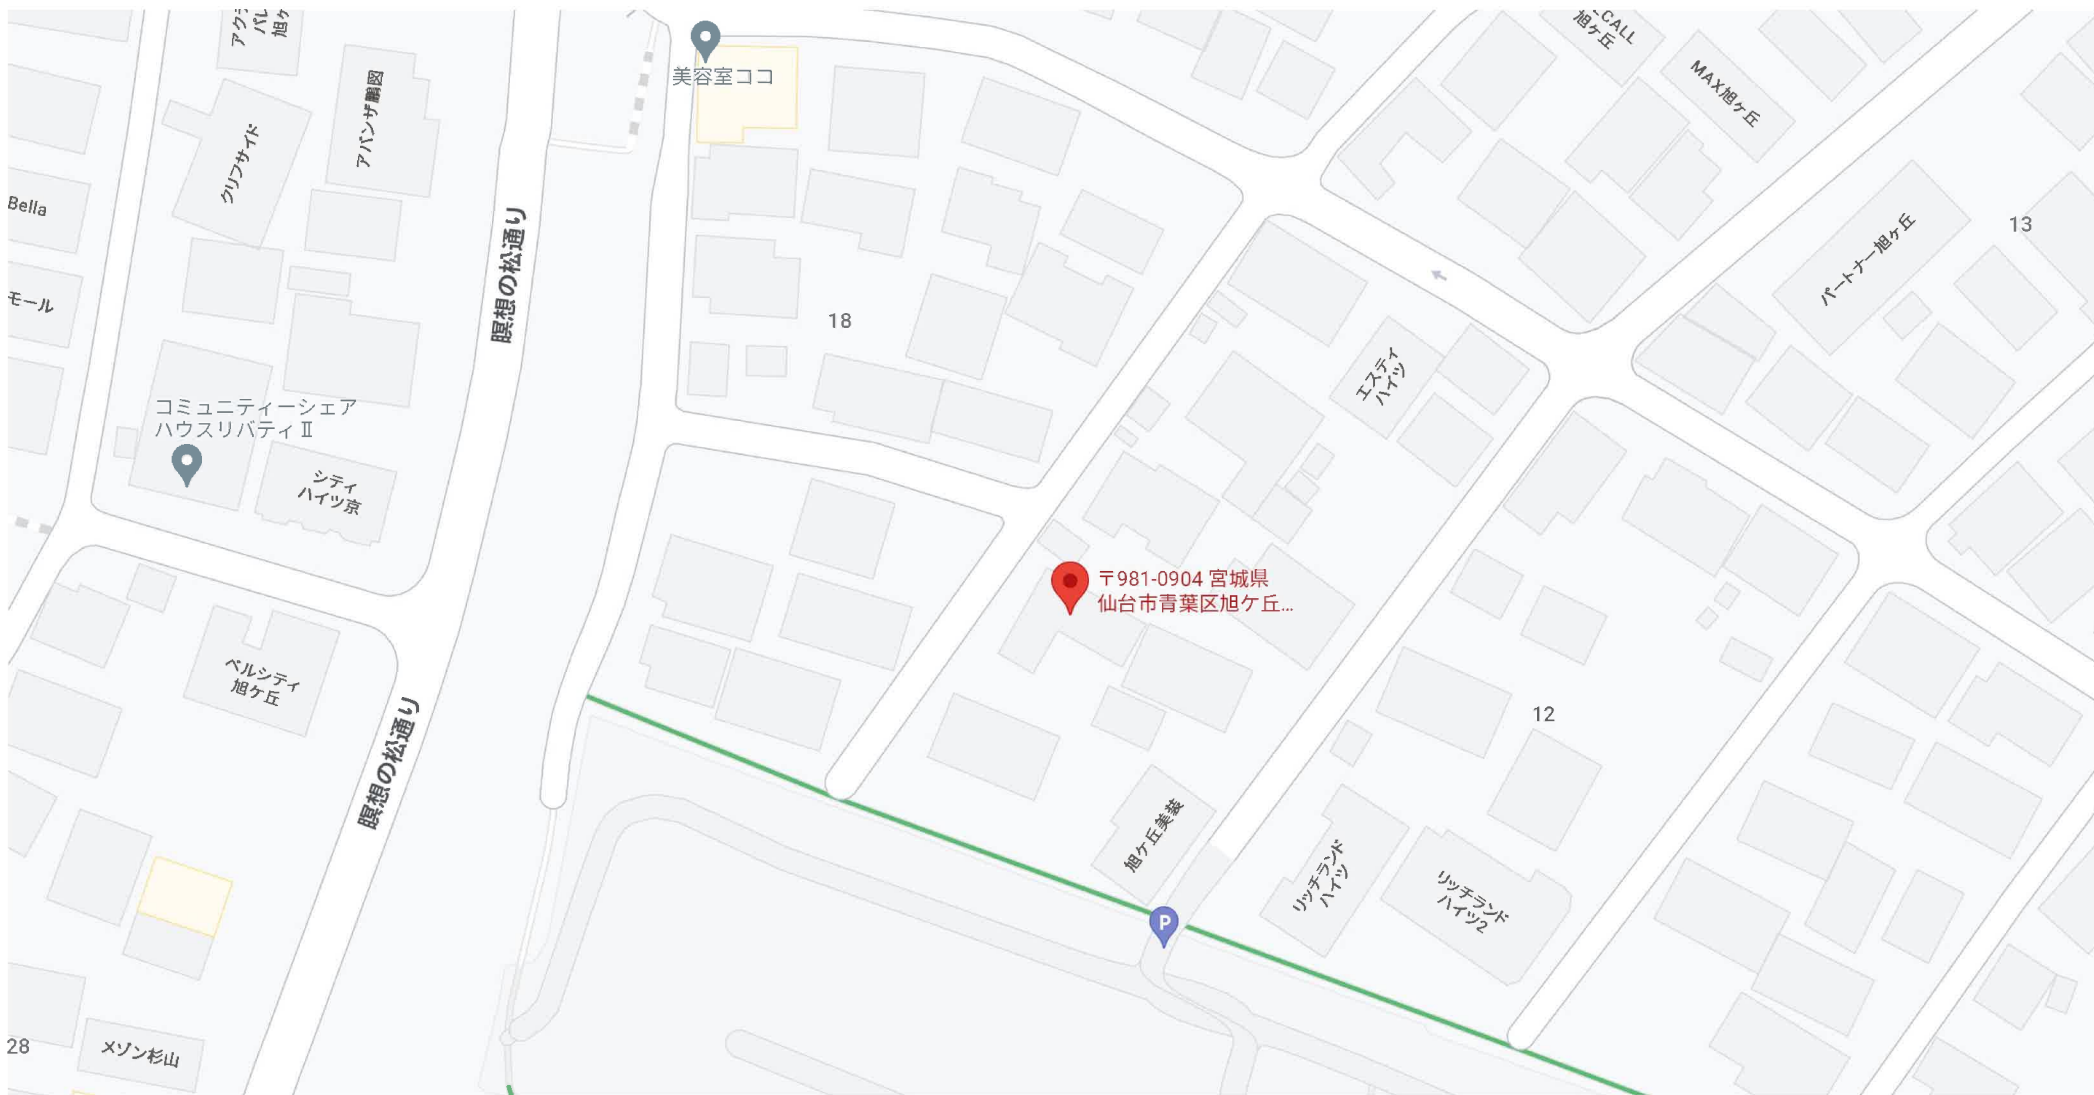 美容室ココ
アバンザ鵬図
クリフサイド
Bella
モール
瞑想の松通り
コミュニティーシェア
ハウスリバティⅡ
シティ
ハイツ京
18
旭ケ丘
MAX旭ヶ丘
パートナー旭ヶ丘
13
エステイ
ハイツ
〒981-0904 宮城県
仙台市青葉区旭ケ丘...
ベルシティ
旭ケ丘
瞑想の松通り
12
旭ケ丘美装
P
リッチランド
ハイツ
リッチランド
ハイツ2
28
メゾン杉山